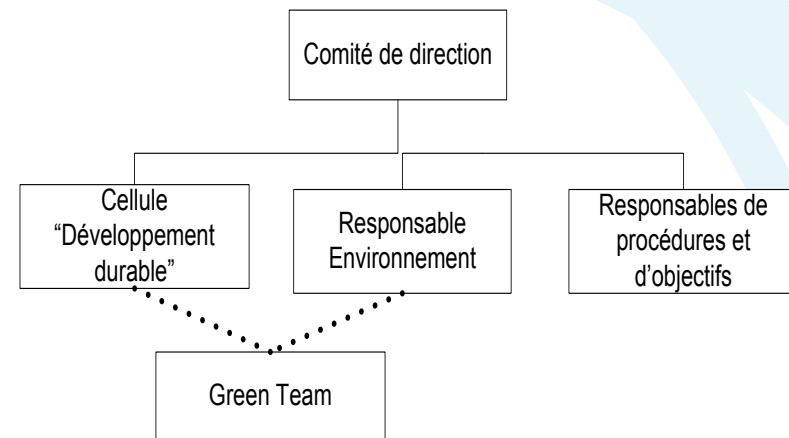 Comité de direction
Cellule
“Développement
durable”
Responsable
Environnement
Responsables de
procédures et
d’objectifs
Green Team